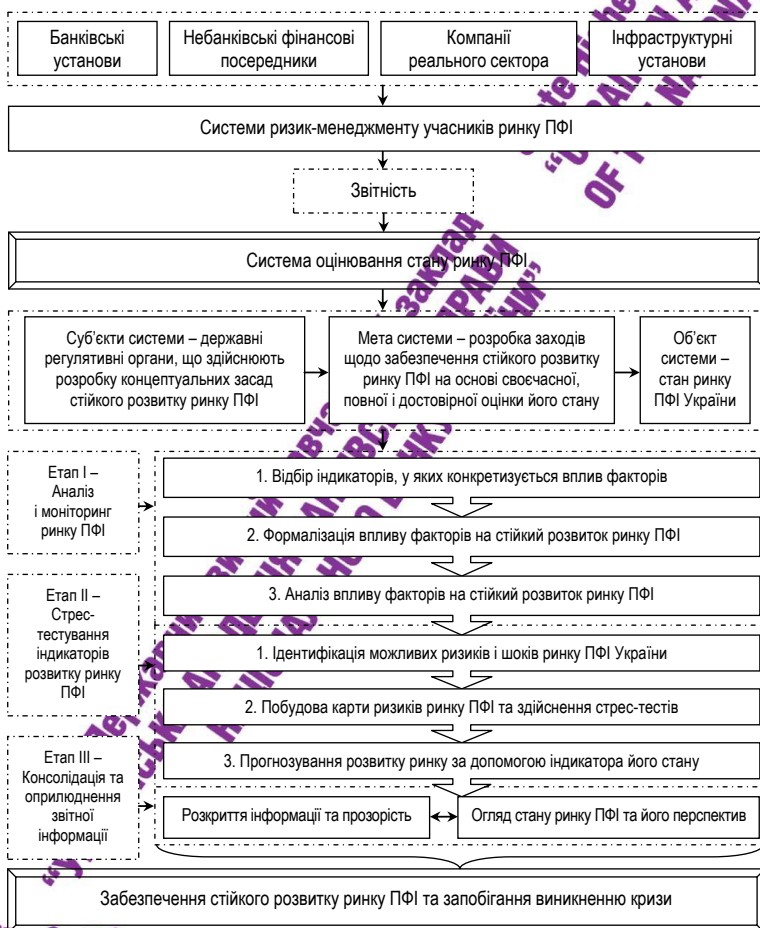 Банківські
установи
Небанківські фінансові
посередники
Компанії
реального сектора
Інфраструктурні
установи
Системи ризик-менеджменту учасників ринку ПФІ
Звітність
Система оцінювання стану ринку ПФІ
Суб’єкти системи – державні
регулятивні органи, що здійснюють
розробку концептуальних засад
стійкого розвитку ринку ПФІ
Мета системи – розробка заходів
щодо забезпечення стійкого розвитку
ринку ПФІ на основі своєчасної,
повної і достовірної оцінки його стану
Об’єкт
системи –
стан ринку
ПФІ України
Етап I –
Аналіз
і моніторинг
ринку ПФІ
1. Відбір індикаторів, у яких конкретизується вплив факторів
2. Формалізація впливу факторів на стійкий розвиток ринку ПФІ
3. Аналіз впливу факторів на стійкий розвиток ринку ПФІ
Етап II –
Стрес-
тестування
індикаторів
розвитку ринку
ПФІ
1. Ідентифікація можливих ризиків і шоків ринку ПФІ України
2. Побудова карти ризиків ринку ПФІ та здійснення стрес-тестів
3. Прогнозування розвитку ринку за допомогою індикатора його стану
Етап III –
Консолідація та
оприлюднення
звітної
інформації
Розкриття інформації та прозорість
Огляд стану ринку ПФІ та його перспектив
Забезпечення стійкого розвитку ринку ПФІ та запобігання виникненню кризи